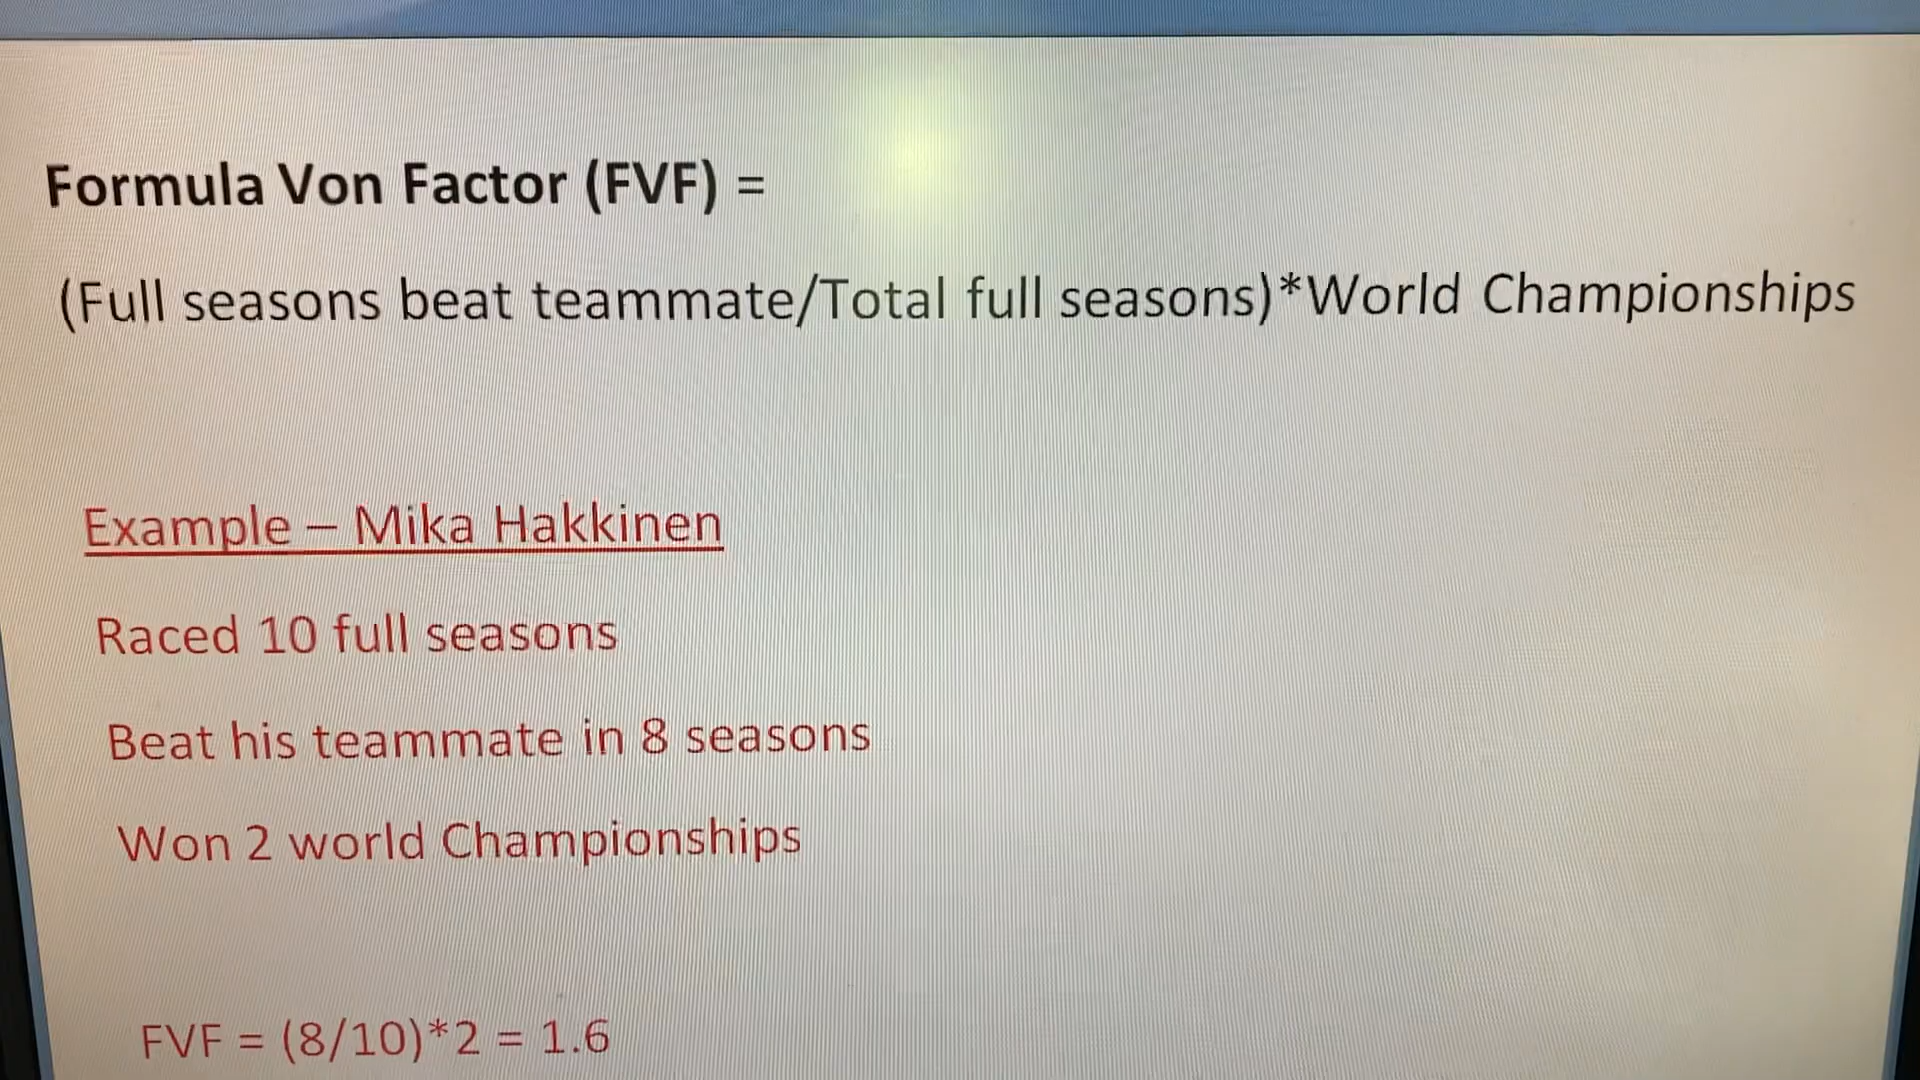 Formula Von Factor (FVF) =
(Full seasons beat teammate/Total full seasons)*World Championships
Example – Mika Hakkinen
Raced 10 full seasons
Beat his teammate in 8 seasons
Won 2 world Championships
FVF = (8/10)*2 = 1.6